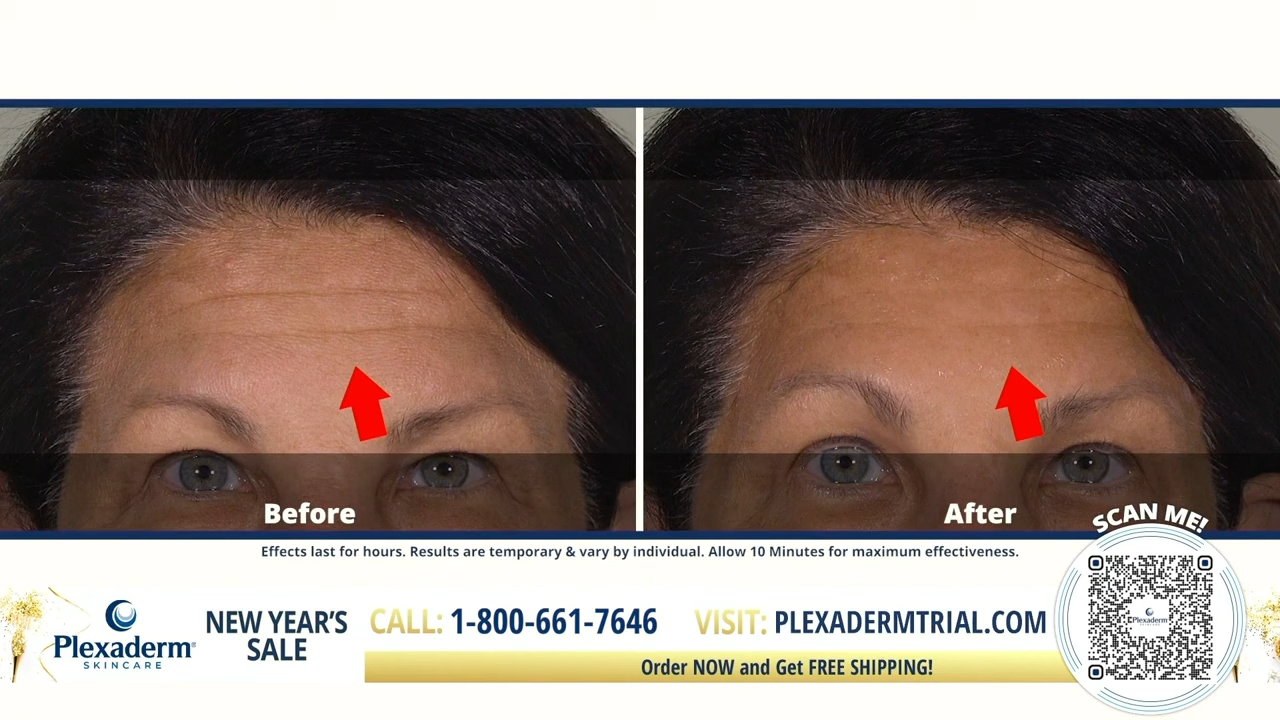 Before
After
SCAN ME!
Effects last for hours. Results are temporary & vary by individual. Allow 10 Minutes for maximum effectiveness.
Plexaderm®
SKINCARE
NEW YEAR'S
SALE
CALL: 1-800-661-7646
VISIT: PLEXADERMTRIAL.COM
Order NOW and Get FREE SHIPPING!
Plexaderm